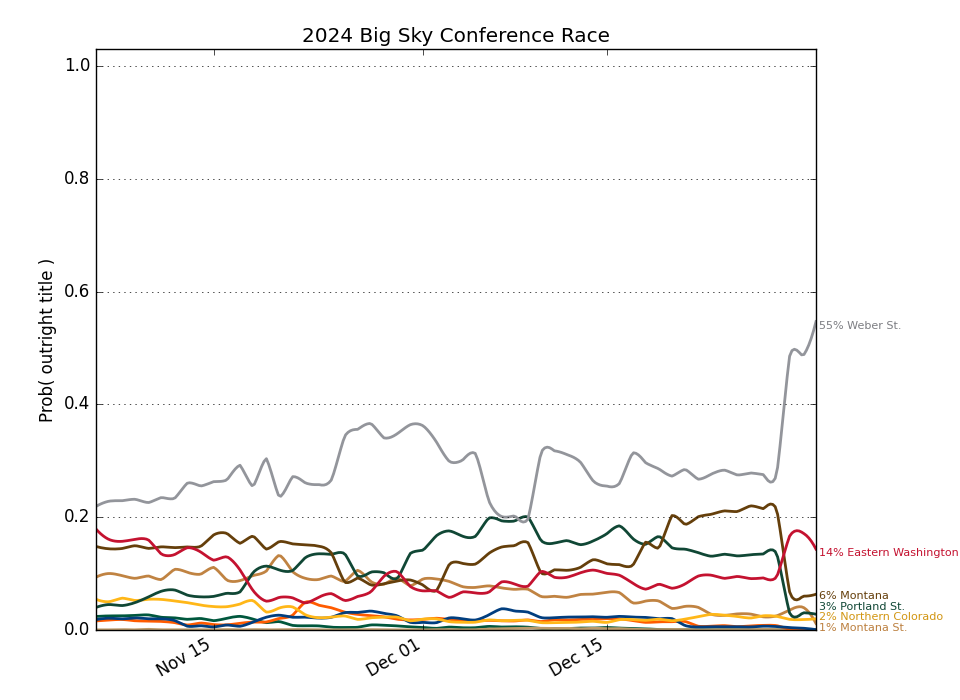 2024 Big Sky Conference Race
Prob( outright title )
1.0
0.8
0.6
0.4
0.2
0.0
Nov 15
Dec 01
Dec 15
55% Weber St.
14% Eastern Washington
6% Montana
3% Portland St.
2% Northern Colorado
1% Montana St.